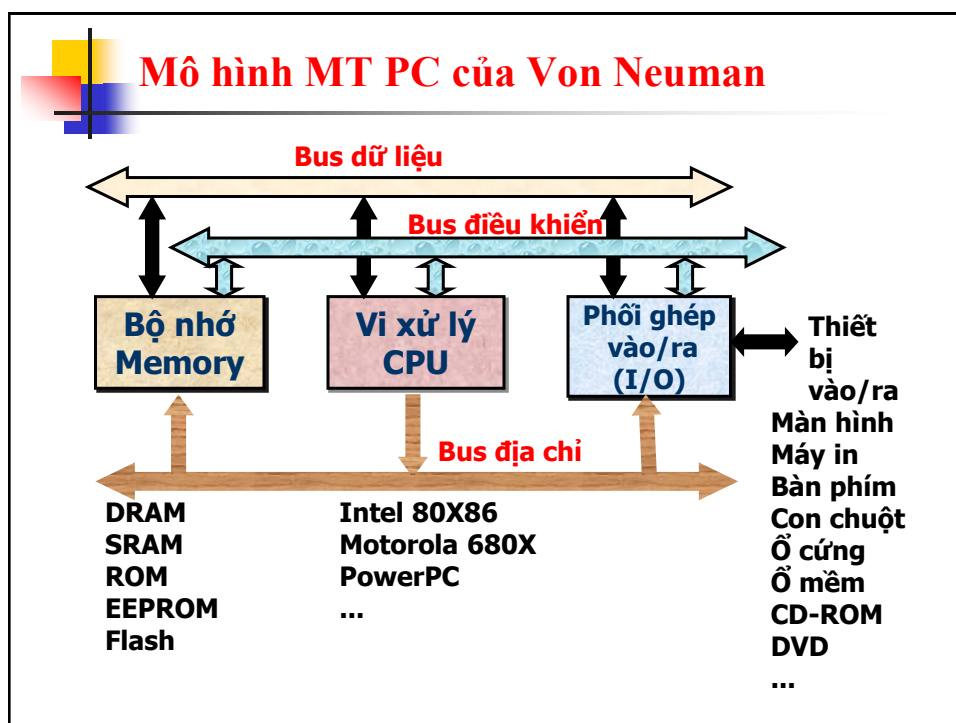 Mô hình MT PC của Von Neuman
Bus dữ liệu
Bus điều khiển
Bộ nhớ
Memory
Vi xử lý
CPU
Phối ghép
vào/ra
(I/O)
Thiết
bị
vào/ra
Màn hình
Máy in
Bàn phím
Con chuột
Ổ cứng
Ổ mềm
CD-ROM
DVD
...
Bus địa chỉ
DRAM
SRAM
ROM
EEPROM
Flash
Intel 80X86
Motorola 680X
PowerPC
...